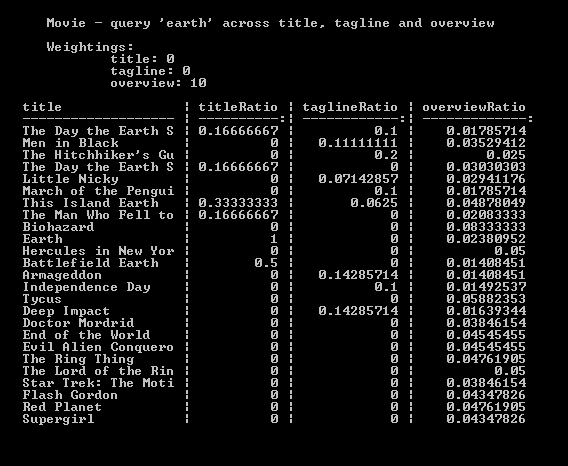 Movie - query 'earth' across title, tagline and overview
Weightings:
title: 0
tagline: 0
overview: 10
title ¦ titleRatio ¦ taglineRatio ¦ overviewRatio
------------------- ¦ ----------: ¦ ------------: ¦ -------------:
The Day the Earth S ¦ 0.16666667 ¦ 0.1 ¦ 0.01785714
Men in Black ¦ 0 ¦ 0.11111111 ¦ 0.03529412
The Hitchhiker's Gu ¦ 0 ¦ 0.2 ¦ 0.025
The Day the Earth S ¦ 0.16666667 ¦ 0 ¦ 0.03030303
Little Nicky ¦ 0 ¦ 0.07142857 ¦ 0.02941176
March of the Pengui ¦ 0 ¦ 0.1 ¦ 0.01785714
This Island Earth ¦ 0.33333333 ¦ 0.0625 ¦ 0.04878049
The Man Who Fell to ¦ 0.16666667 ¦ 0 ¦ 0.02083333
Biohazard ¦ 0 ¦ 0 ¦ 0.08333333
Earth ¦ 1 ¦ 0 ¦ 0.02380952
Hercules in New Yor ¦ 0 ¦ 0 ¦ 0.05
Battlefield Earth ¦ 0.5 ¦ 0 ¦ 0.01408451
Armageddon ¦ 0 ¦ 0.14285714 ¦ 0.01408451
Independence Day ¦ 0 ¦ 0.1 ¦ 0.01492537
Tycus ¦ 0 ¦ 0 ¦ 0.05882353
Deep Impact ¦ 0 ¦ 0.14285714 ¦ 0.01639344
Doctor Mordrid ¦ 0 ¦ 0 ¦ 0.03846154
End of the World ¦ 0 ¦ 0 ¦ 0.04545455
Evil Alien Conquero ¦ 0 ¦ 0 ¦ 0.04545455
The Ring Thing ¦ 0 ¦ 0 ¦ 0.04761905
The Lord of the Rin ¦ 0 ¦ 0 ¦ 0.05
Star Trek: The Moti ¦ 0 ¦ 0 ¦ 0.03846154
Flash Gordon ¦ 0 ¦ 0 ¦ 0.04347826
Red Planet ¦ 0 ¦ 0 ¦ 0.04761905
Supergirl ¦ 0 ¦ 0 ¦ 0.04347826